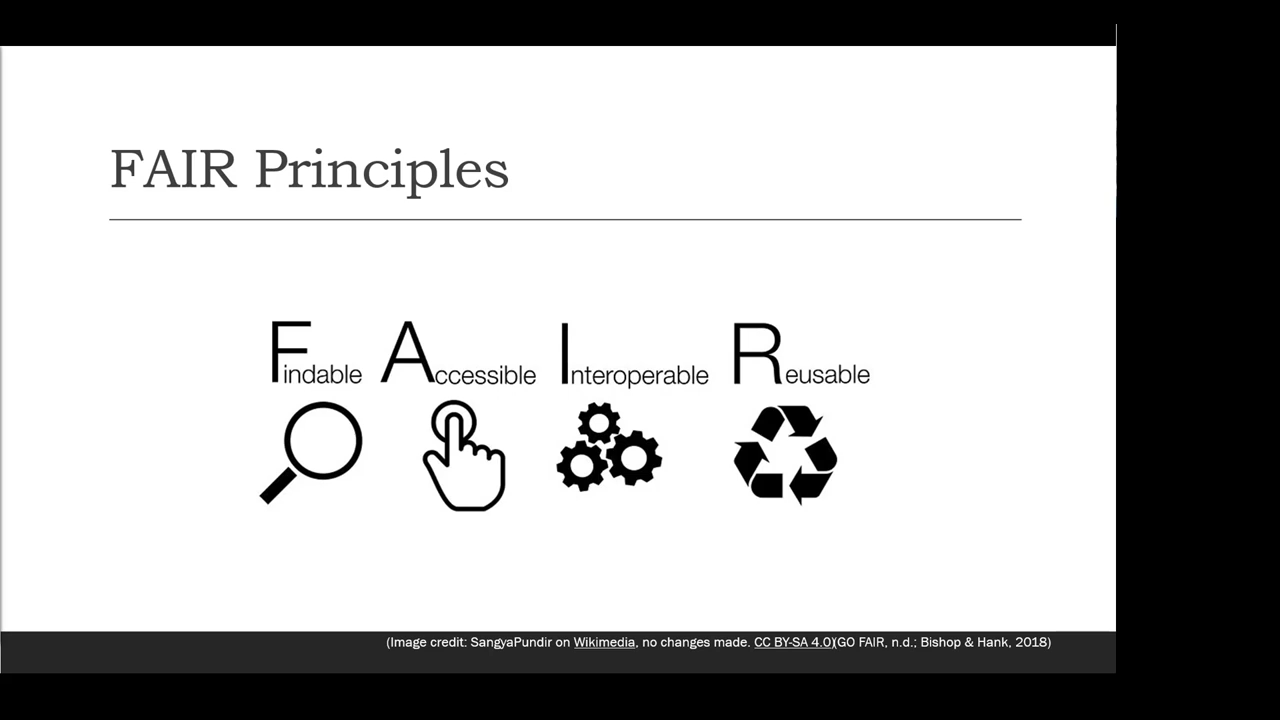 FAIR Principles
Findable Accessible Interoperable Reusable
(Image credit: SangyaPundir on Wikimedia, no changes made. CC BY-SA 4.0)(GO FAIR, n.d.; Bishop & Hank, 2018)